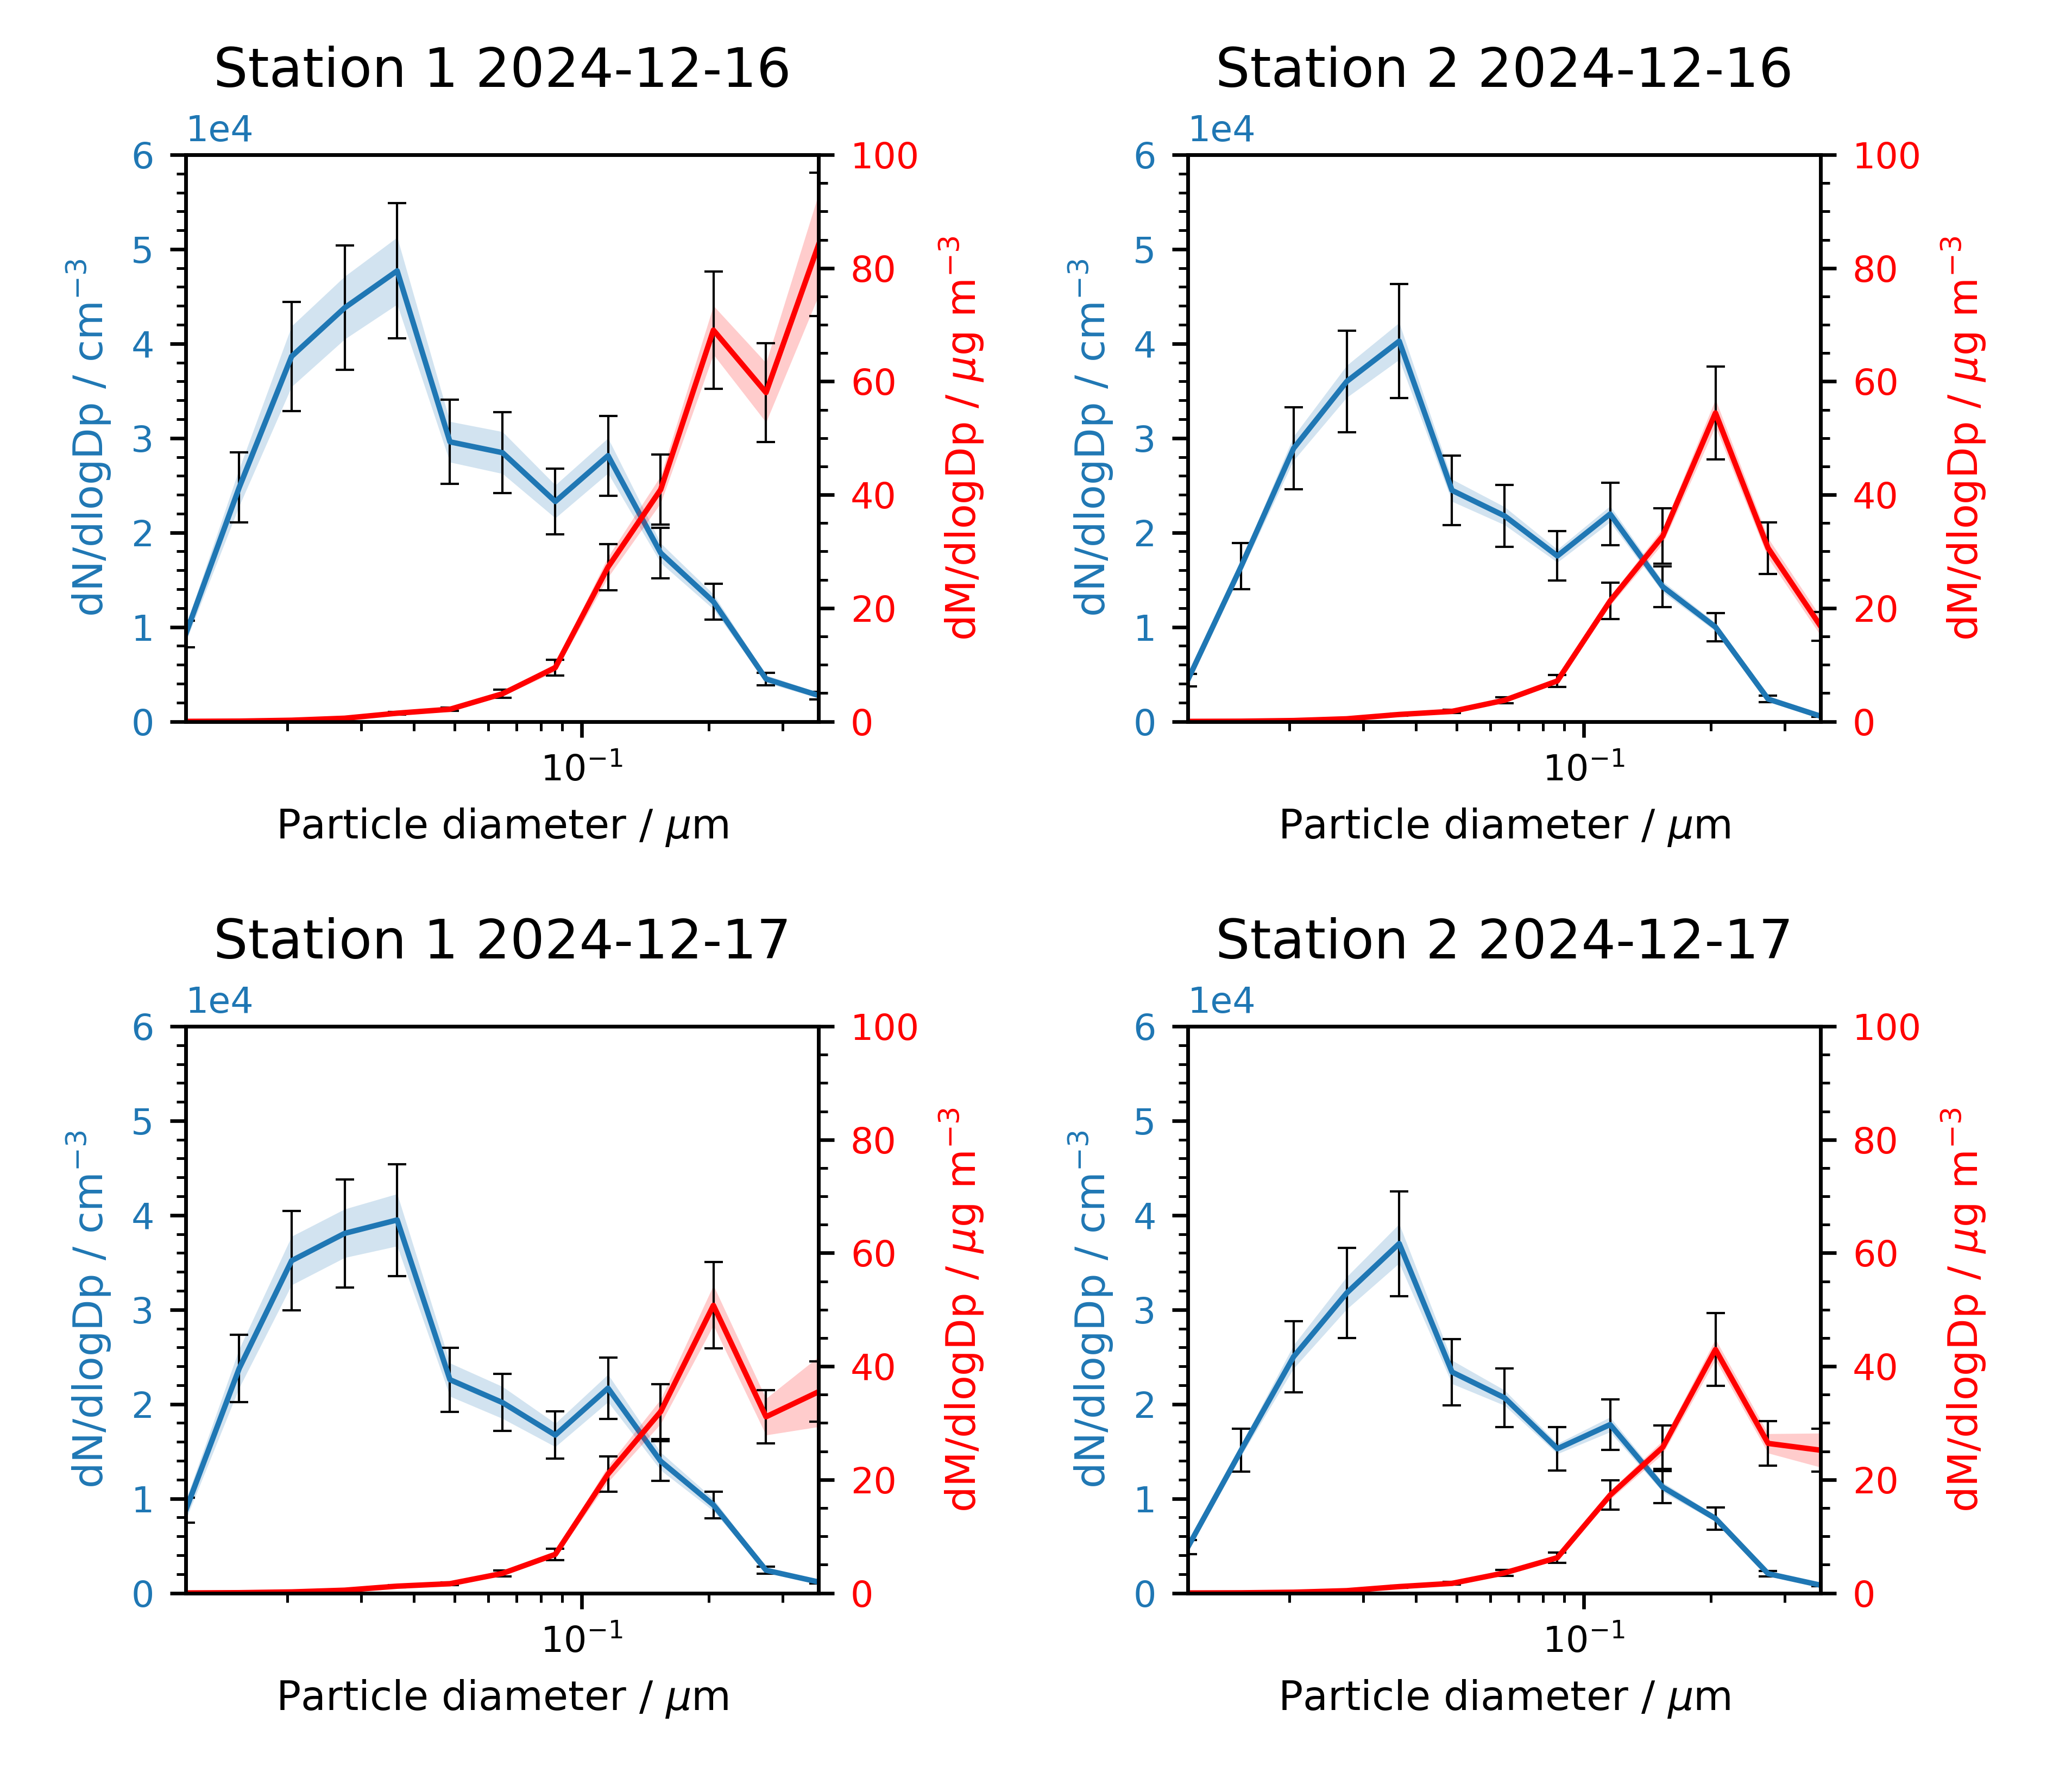 Station 1 2024-12-16
1e4
6
5
4
3
2
1
0
dN/dlogDp / cm⁻³
100
80
60
40
20
0
dM/dlogDp / μg m⁻³
10⁻¹
Particle diameter / μm
Station 2 2024-12-16
1e4
6
5
4
3
2
1
0
dN/dlogDp / cm⁻³
100
80
60
40
20
0
dM/dlogDp / μg m⁻³
10⁻¹
Particle diameter / μm
Station 1 2024-12-17
1e4
6
5
4
3
2
1
0
dN/dlogDp / cm⁻³
100
80
60
40
20
0
dM/dlogDp / μg m⁻³
10⁻¹
Particle diameter / μm
Station 2 2024-12-17
1e4
6
5
4
3
2
1
0
dN/dlogDp / cm⁻³
100
80
60
40
20
0
dM/dlogDp / μg m⁻³
10⁻¹
Particle diameter / μm